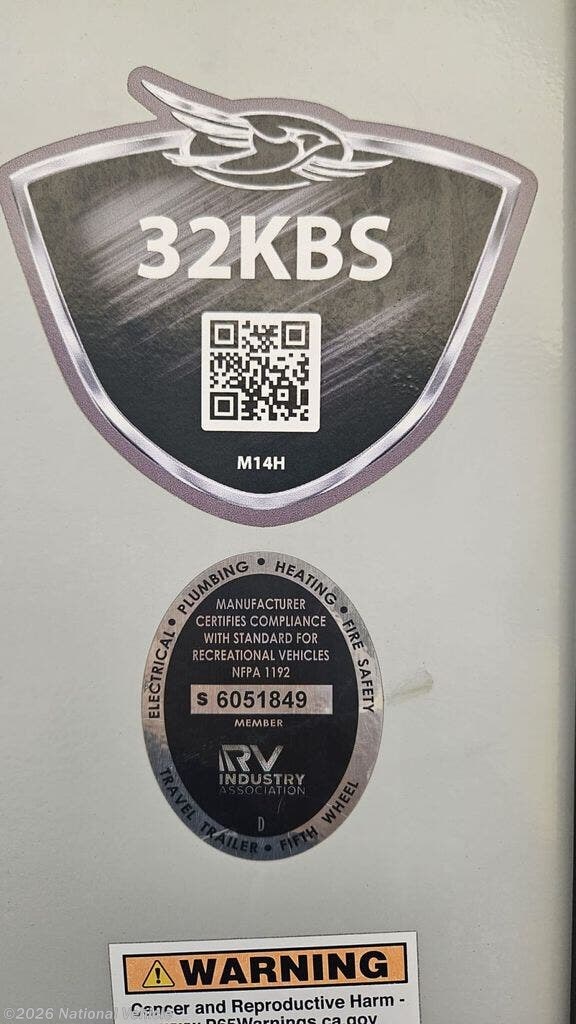 32KBS
M14H
ELECTRICAL • PLUMBING • HEATING • FIRE SAFETY
MANUFACTURER
CERTIFIES COMPLIANCE
WITH STANDARD FOR
RECREATIONAL VEHICLES
NFPA 1192
S 6051849
MEMBER
RV
INDUSTRY
ASSOCIATION
D
TRAVEL TRAILER • FIFTH WHEEL
WARNING
Cancer and Reproductive Harm -
P65Warnings.ca.gov
©2026 National Vehicle